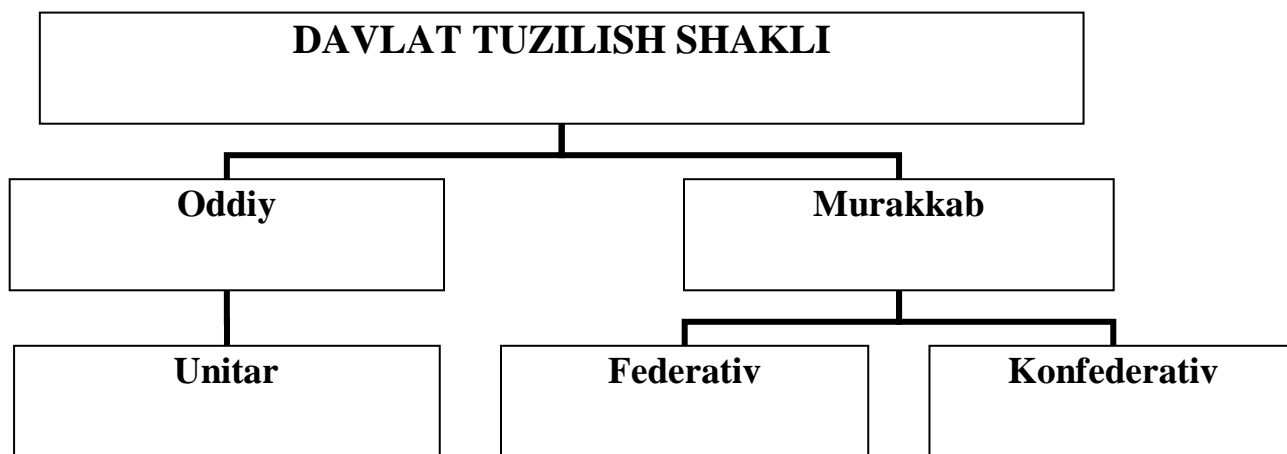 DAVLAT TUZILISH SHAKLI
Oddiy
Murakkab
Unitar
Federativ
Konfederativ